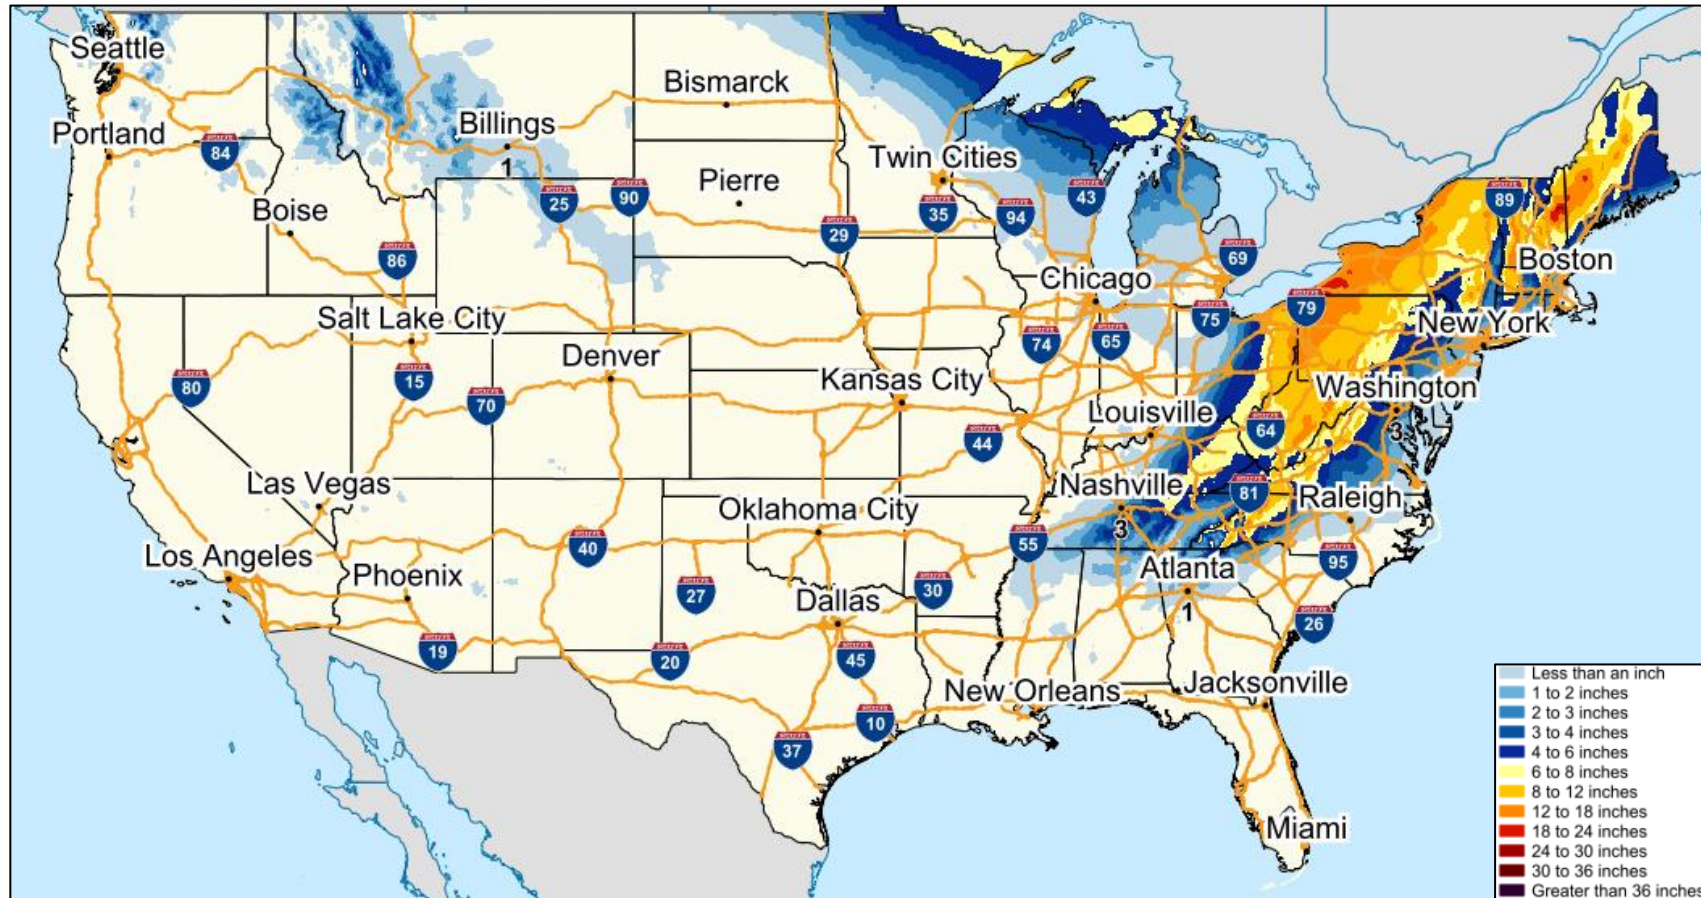 Seattle
Bismarck
Portland
Billings
84
1
Twin Cities
Pierre
25
90
43
89
Boise
35
94
29
86
69
Boston
Chicago
79
Salt Lake City
75
New York
74
65
Denver
80
15
Kansas City
Washington
70
Louisville
64
3
44
Las Vegas
Nashville
81
Raleigh
Oklahoma City
3
40
55
Los Angeles
95
Phoenix
Atlanta
27
30
Dallas
1
26
19
20
45
New Orleans
Jacksonville
10
37
Miami
Less than an inch
1 to 2 inches
2 to 3 inches
3 to 4 inches
4 to 6 inches
6 to 8 inches
8 to 12 inches
12 to 18 inches
18 to 24 inches
24 to 30 inches
30 to 36 inches
Greater than 36 inches